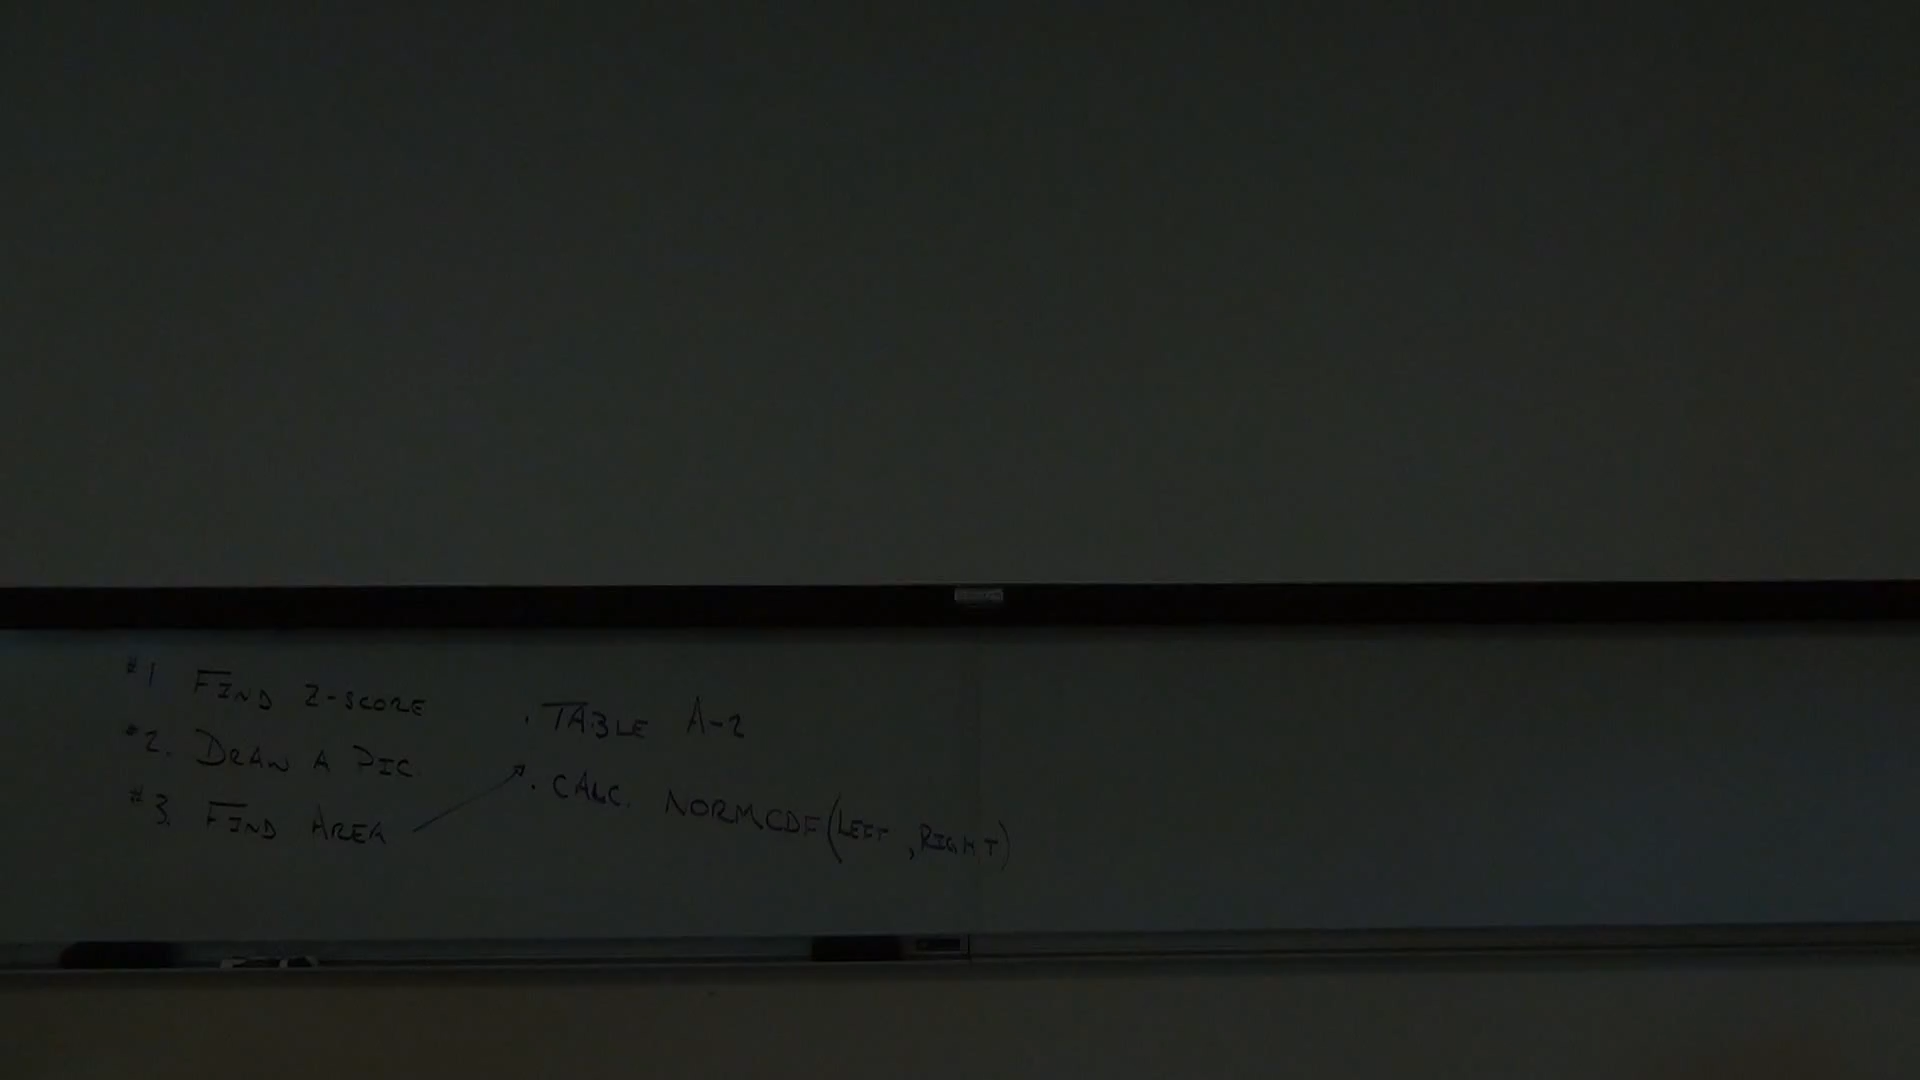 #1 FIND Z-SCORE
#2. DRAW A PIC.
#3. FIND AREA
. TABLE A-2
. CALC. NORMCDF(LEFT, RIGHT)